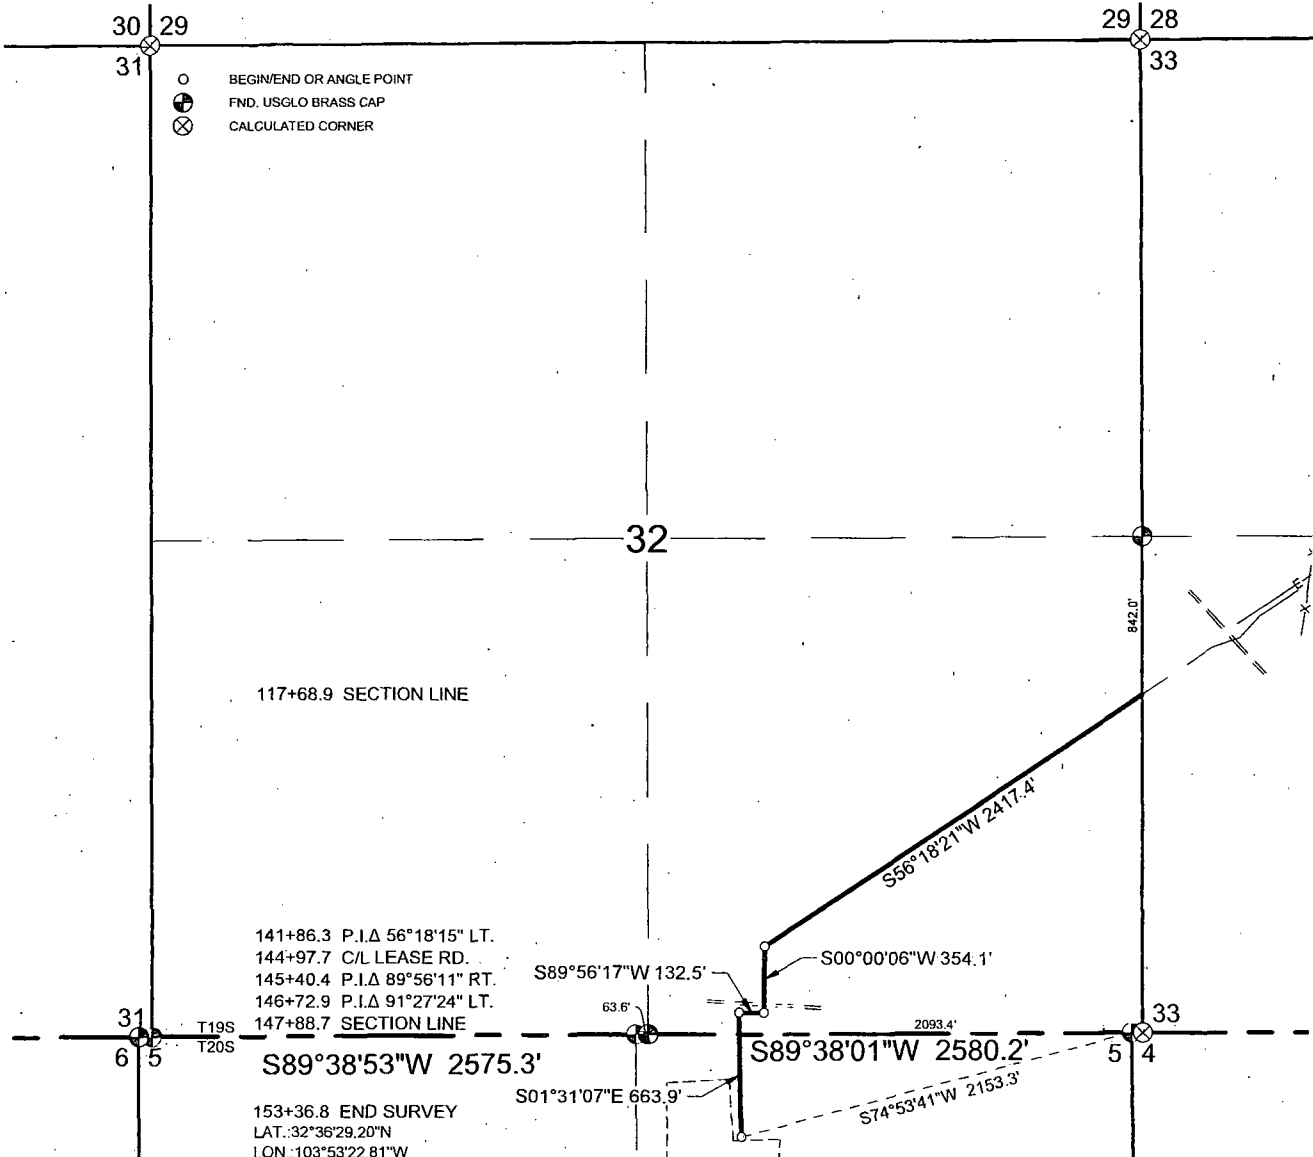 30 29
31
29 28
33
BEGIN/END OR ANGLE POINT
FND. USGLO BRASS CAP
CALCULATED CORNER
32
842.0'
E
X
117+68.9 SECTION LINE
S56°18'21"W 2417.4'
141+86.3 P.I.Δ 56°18'15" LT.
144+97.7 C/L LEASE RD.
145+40.4 P.I.Δ 89°56'11" RT.
146+72.9 P.I.Δ 91°27'24" LT.
147+88.7 SECTION LINE
S89°56'17"W 132.5'
S00°00'06"W 354.1'
63.6'
31
6 5
T19S
T20S
2093.4'
33
5 4
S89°38'53"W 2575.3'
S89°38'01"W 2580.2'
S01°31'07"E 663.9'
S74°53'41"W 2153.3'
153+36.8 END SURVEY
LAT.:32°36'29.20"N
LON.:103°53'22.81"W